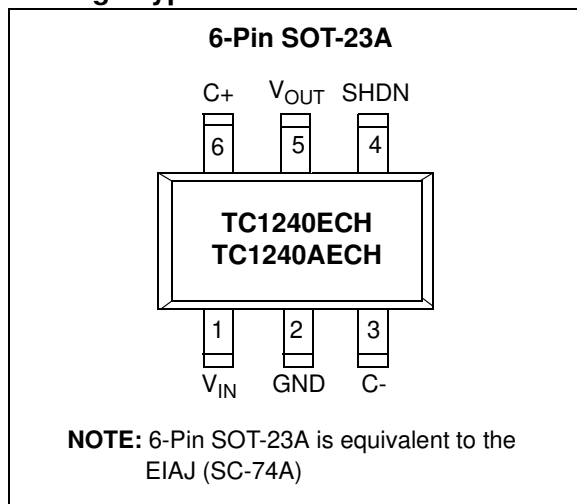 6-Pin SOT-23A
C+ VOUT SHDN
6 5 4
TC1240ECH
TC1240AECH
1 2 3
VIN GND C-
NOTE: 6-Pin SOT-23A is equivalent to the
EIAJ (SC-74A)